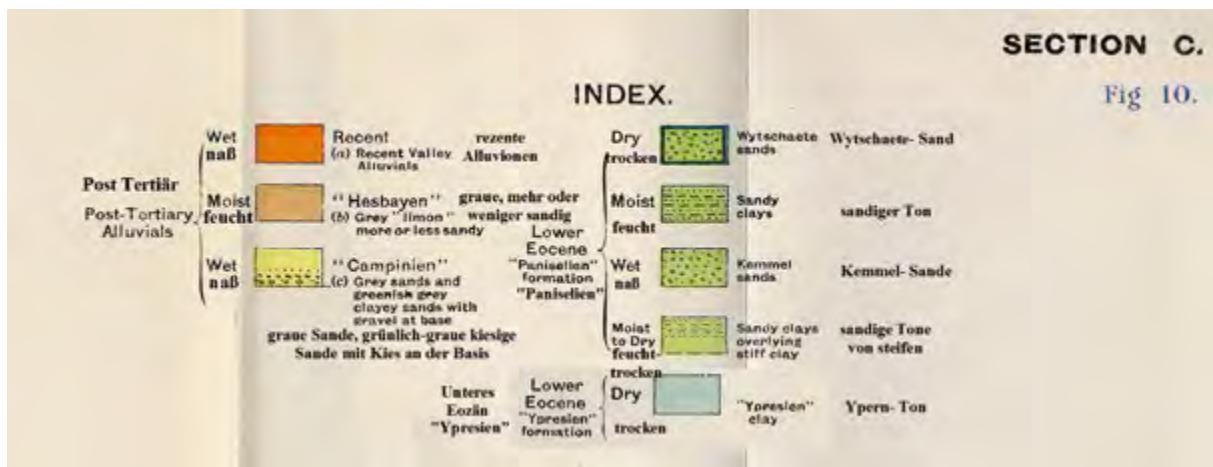 SECTION C.
Fig 10.
INDEX.
Post Tertiär
Post-Tertiary
Alluvials
Wet
naß
Recent
(a) Recent Valley
Alluvials
rezente
Alluvionen
Moist
feucht
"Hesbayen"
(b) Grey "limon"
more or less sandy
graue, mehr oder
weniger sandig
Wet
naß
"Campinien"
(c) Grey sands and
greenish grey
clayey sands with
gravel at base
graue Sande, grünlich-graue kiesige
Sande mit Kies an der Basis
Lower
Eocene
"Paniselien"
formation
"Paniselien"
Dry
trocken
Wytschaete
sands
Wytschaete- Sand
Moist
feucht
Sandy
clays
sandiger Ton
Wet
naß
Kemmel
sands
Kemmel- Sande
Moist
to Dry
feucht-
trocken
Sandy clays
overlying
stiff clay
sandige Tone
von steifen
Unteres
Eozän
"Ypresien"
Lower
Eocene
"Ypresien"
formation
Dry
trocken
"Ypresien"
clay
Ypern- Ton